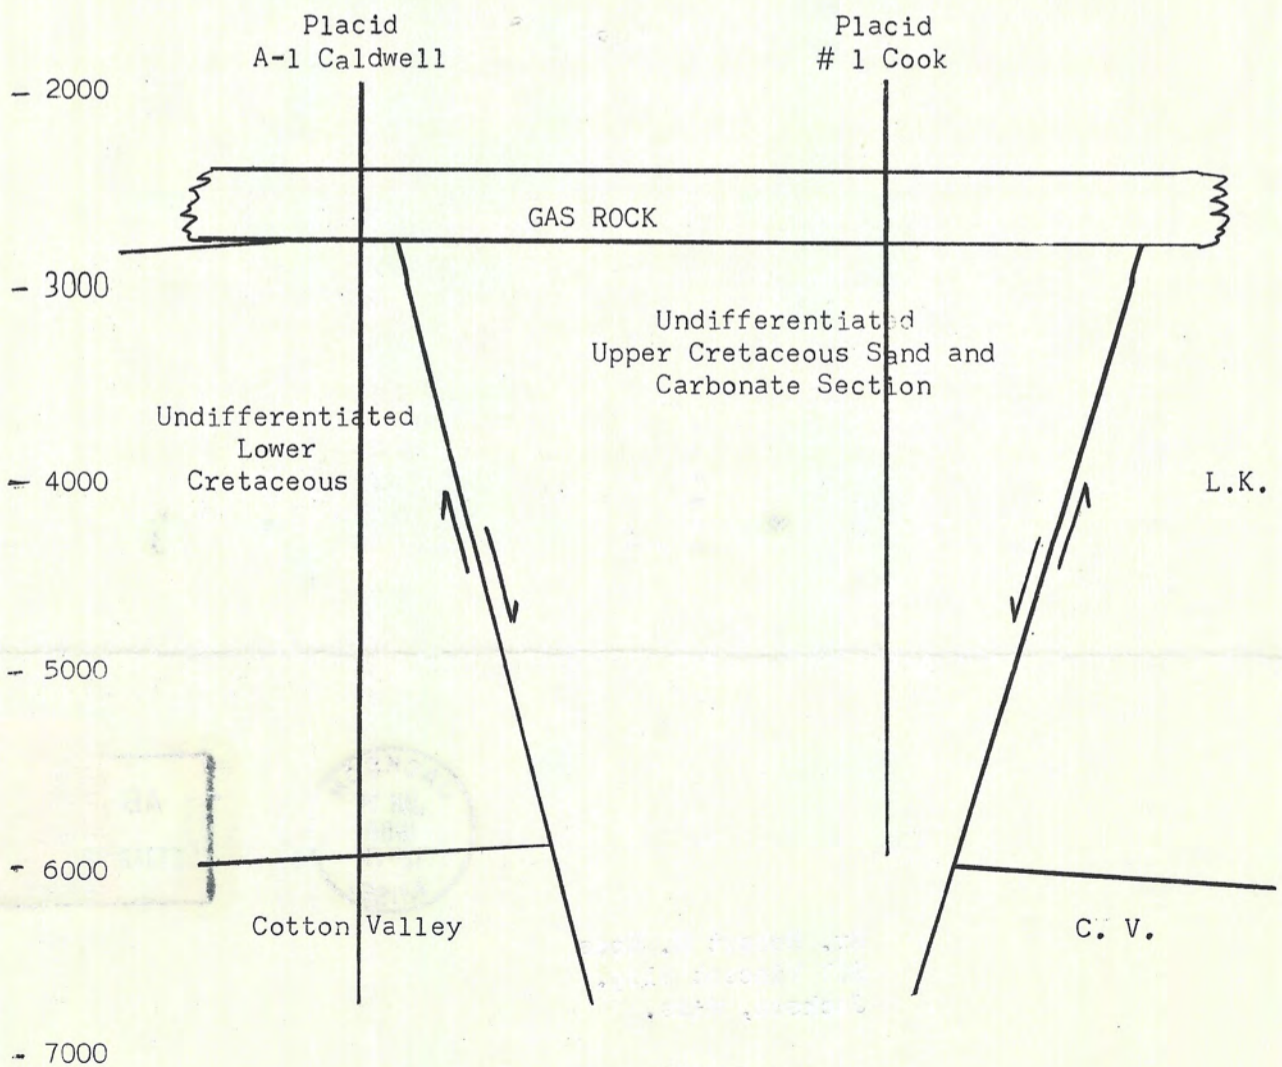 Placid
A-1 Caldwell
Placid
# 1 Cook
- 2000
GAS ROCK
- 3000
Undifferentiated
Upper Cretaceous Sand and
Carbonate Section
Undifferentiated
Lower
Cretaceous
- 4000
L.K.
- 5000
- 6000
Cotton Valley
C. V.
- 7000